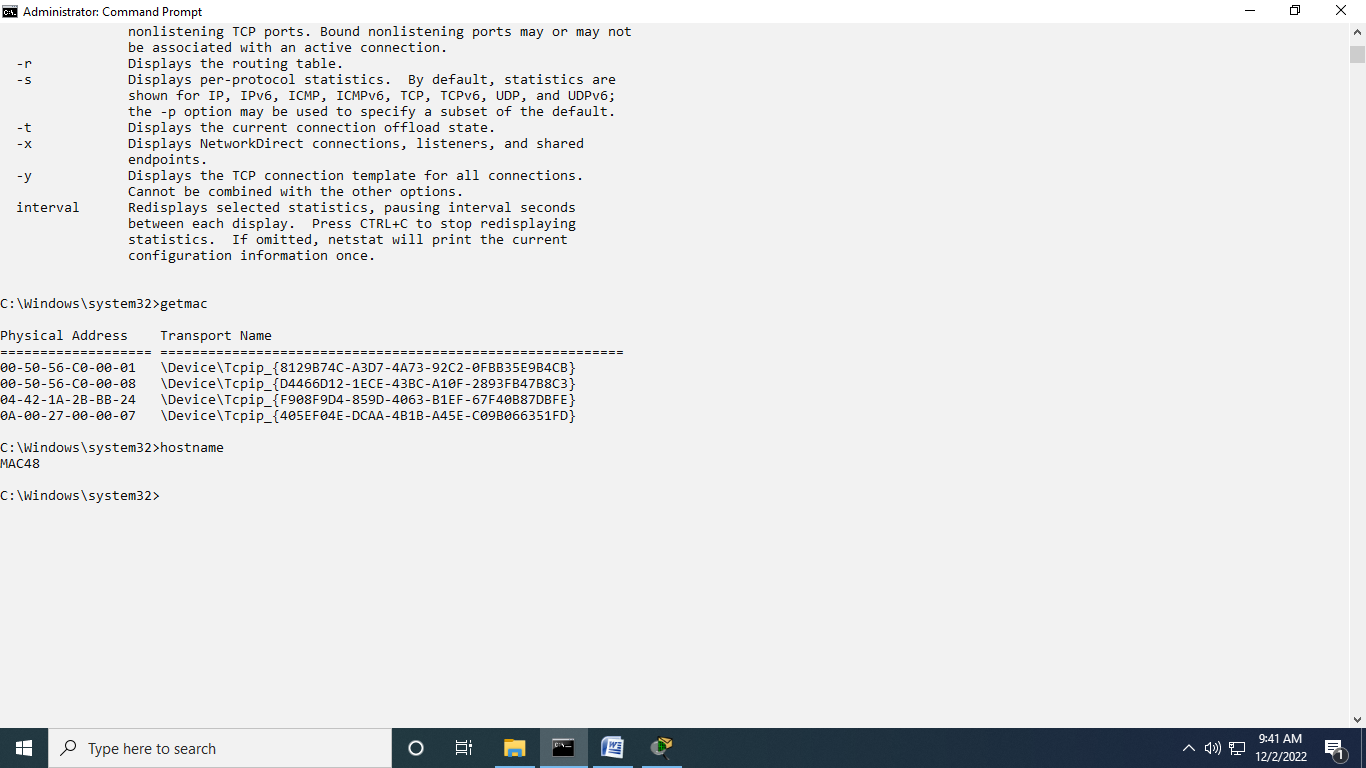 Administrator: Command Prompt
nonlistening TCP ports. Bound nonlistening ports may or may not
be associated with an active connection.
-r Displays the routing table.
-s Displays per-protocol statistics. By default, statistics are
shown for IP, IPv6, ICMP, ICMPv6, TCP, TCPv6, UDP, and UDPv6;
the -p option may be used to specify a subset of the default.
-t Displays the current connection offload state.
-x Displays NetworkDirect connections, listeners, and shared
endpoints.
-y Displays the TCP connection template for all connections.
Cannot be combined with the other options.
interval Redisplays selected statistics, pausing interval seconds
between each display. Press CTRL+C to stop redisplaying
statistics. If omitted, netstat will print the current
configuration information once.
C:\Windows\system32>getmac
Physical Address Transport Name
=================== ==========================================================
00-50-56-C0-00-01 \Device\Tcpip_{8129B74C-A3D7-4A73-92C2-0FBB35E9B4CB}
00-50-56-C0-00-08 \Device\Tcpip_{D4466D12-1ECE-43BC-A10F-2893FB47B8C3}
04-42-1A-2B-BB-24 \Device\Tcpip_{F908F9D4-859D-4063-B1EF-67F40B87DBFE}
0A-00-27-00-00-07 \Device\Tcpip_{405EF04E-DCAA-4B1B-A45E-C09B066351FD}
C:\Windows\system32>hostname
MAC48
C:\Windows\system32>
Type here to search
9:41 AM
12/2/2022
1